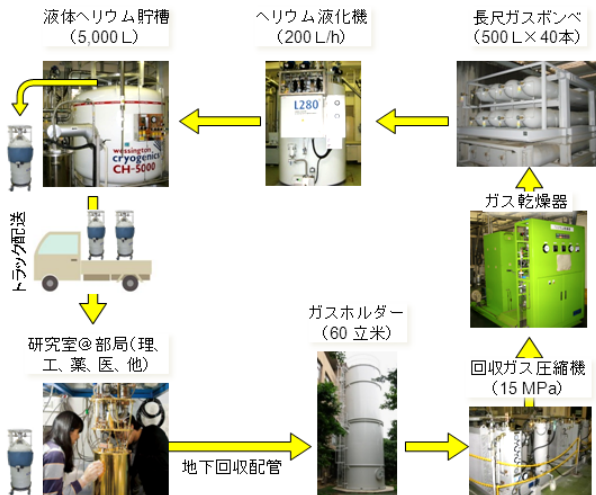 液体ヘリウム貯槽
(5,000 L)
ヘリウム液化機
(200 L/h)
長尺ガスボンベ
(500 L×40本)
L280
wessington
cryogenics
CH-5000
ガス乾燥器
トラック配送
ガスホルダー
(60 立米)
研究室@部局(理、
工、薬、医、他)
回収ガス圧縮機
(15 MPa)
地下回収配管